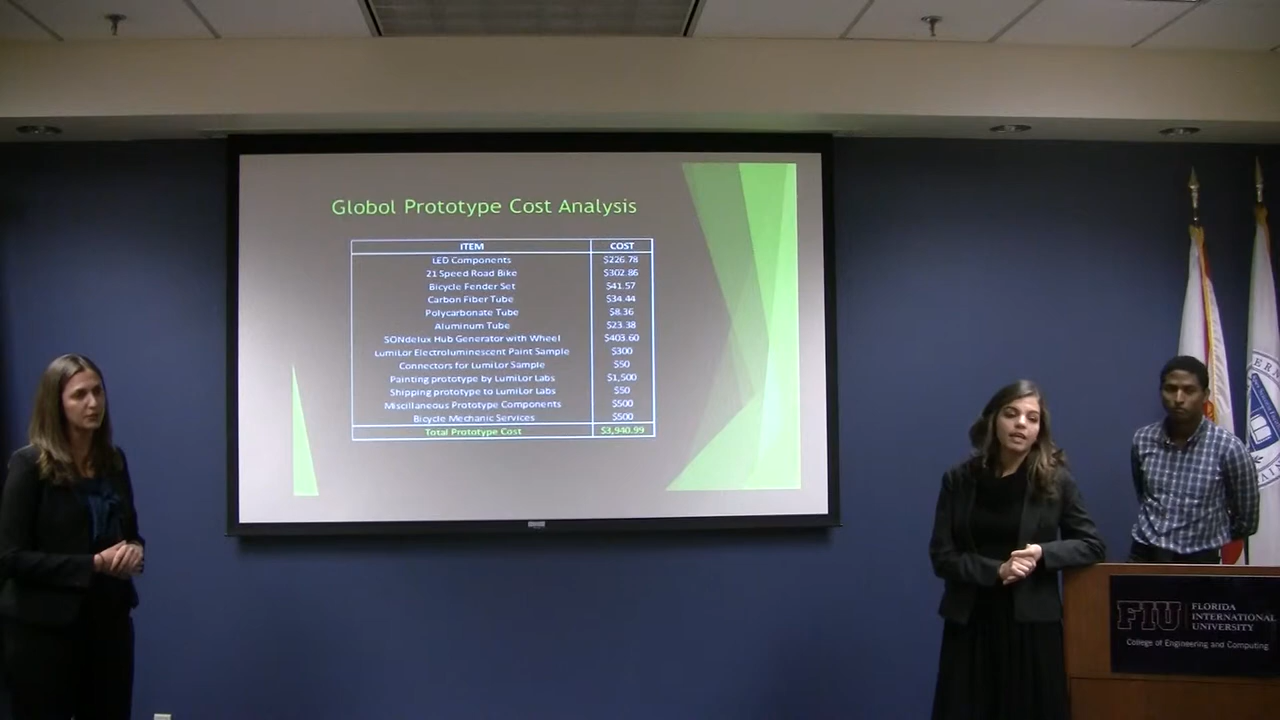 Globol Prototype Cost Analysis
ITEM COST
LED Components $226.78
21 Speed Road Bike $302.86
Bicycle Fender Set $41.57
Carbon Fiber Tube $34.44
Polycarbonate Tube $8.36
Aluminum Tube $23.38
SONdelux Hub Generator with Wheel $403.60
LumiLor Electroluminescent Paint Sample $300
Connectors for LumiLor Sample $50
Painting prototype by LumiLor Labs $1,500
Shipping prototype to LumiLor Labs $50
Miscellaneous Prototype Components $500
Bicycle Mechanic Services $500
Total Prototype Cost $3,940.99
FIU FLORIDA
INTERNATIONAL
UNIVERSITY
College of Engineering and Computing